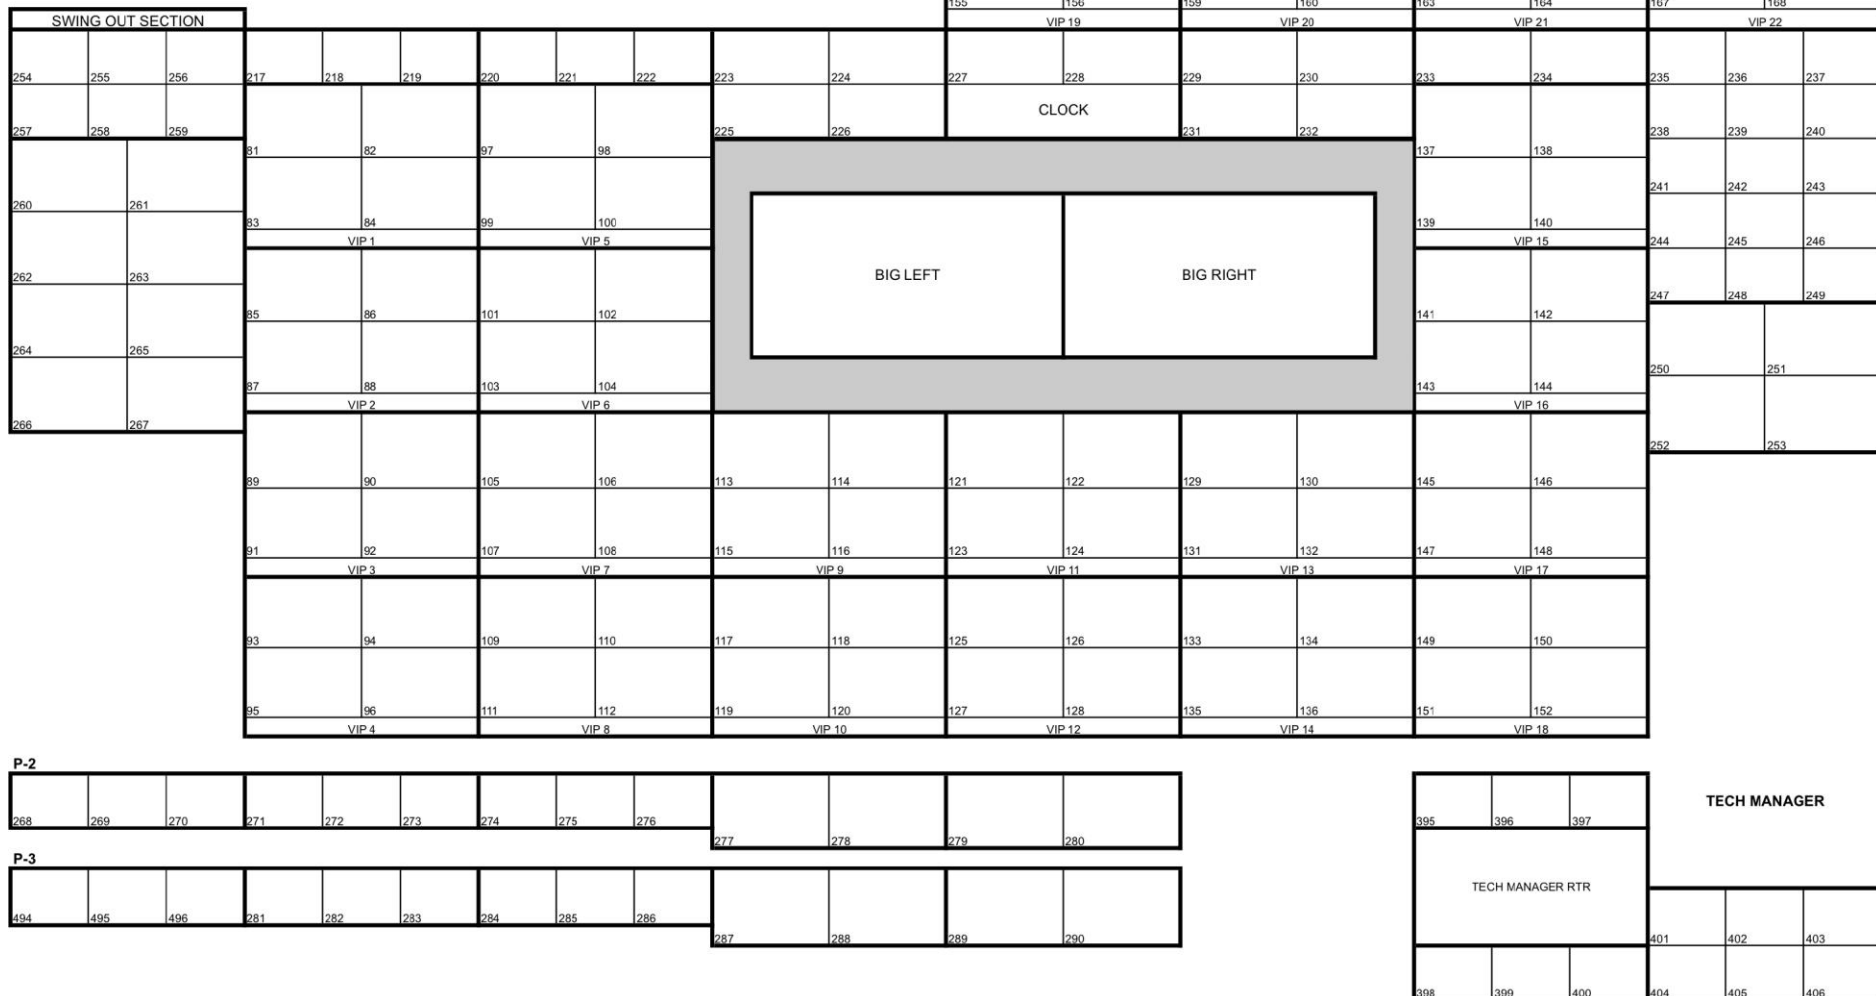 155 156 159 160 163 164 167 168
SWING OUT SECTION VIP 19 VIP 20 VIP 21 VIP 22
254 255 256 217 218 219 220 221 222 223 224 227 228 229 230 233 234 235 236 237
CLOCK
257 258 259 225 226 231 232 238 239 240
81 82 97 98 137 138
241 242 243
260 261
83 84 99 100 139 140
VIP 1 VIP 5 VIP 15 244 245 246
262 263 BIG LEFT BIG RIGHT
247 248 249
85 86 101 102 141 142
264 265
250 251
87 88 103 104 143 144
VIP 2 VIP 6 VIP 16
266 267
252 253
89 90 105 106 113 114 121 122 129 130 145 146
91 92 107 108 115 116 123 124 131 132 147 148
VIP 3 VIP 7 VIP 9 VIP 11 VIP 13 VIP 17
93 94 109 110 117 118 125 126 133 134 149 150
95 96 111 112 119 120 127 128 135 136 151 152
VIP 4 VIP 8 VIP 10 VIP 12 VIP 14 VIP 18
P-2
TECH MANAGER
268 269 270 271 272 273 274 275 276 395 396 397
277 278 279 280
P-3
TECH MANAGER RTR
494 495 496 281 282 283 284 285 286
287 288 289 290 401 402 403
398 399 400 404 405 406